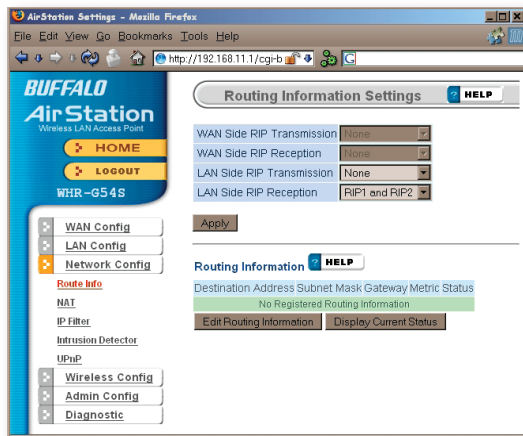 AirStation Settings - Mozilla Firefox
File Edit View Go Bookmarks Tools Help
http://192.168.11.1/cgi-b G
BUFFALO
AirStation
Wireless LAN Access Point
HOME
LOGOUT
WHR-G54S
WAN Config
LAN Config
Network Config
Route Info
NAT
IP Filter
Intrusion Detector
UPnP
Wireless Config
Admin Config
Diagnostic
Routing Information Settings ? HELP
WAN Side RIP Transmission None
WAN Side RIP Reception None
LAN Side RIP Transmission None
LAN Side RIP Reception RIP1 and RIP2
Apply
Routing Information ? HELP
Destination Address Subnet Mask Gateway Metric Status
No Registered Routing Information
Edit Routing Information Display Current Status